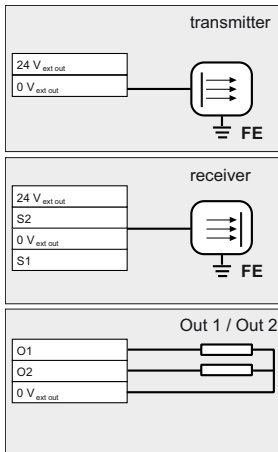 transmitter
24 V ext out
0 V ext out
FE
receiver
24 V ext out
S2
0 V ext out
S1
FE
Out 1 / Out 2
O1
O2
0 V ext out